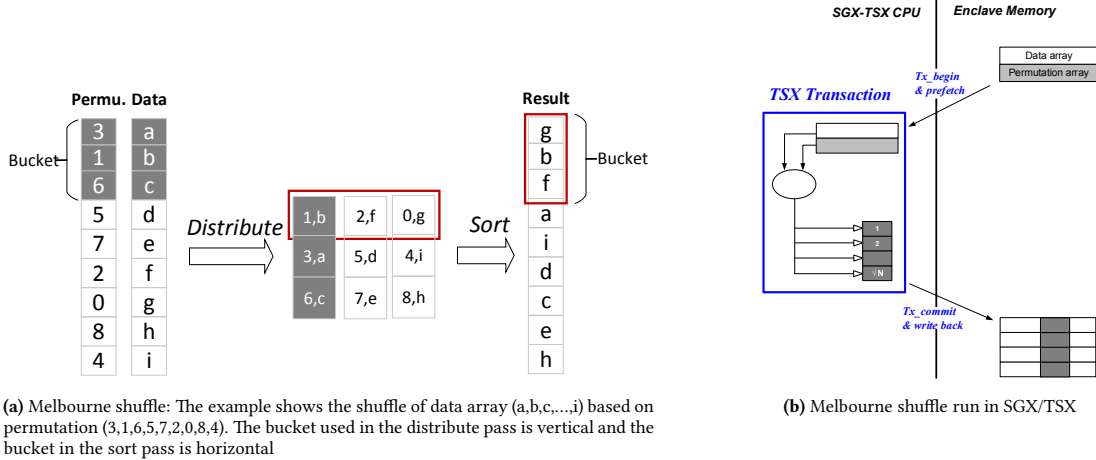 SGX-TSX CPU
Enclave Memory
Data array
Permutation array
Tx_begin
& prefetch
TSX Transaction
1
2
√N
Tx_commit
& write back
Permu. Data
Result
Bucket
3 a
1 b
6 c
5 d
7 e
2 f
0 g
8 h
4 i
Distribute
1,b 2,f 0,g
3,a 5,d 4,i
6,c 7,e 8,h
Sort
g
b
f
a
i
d
c
e
h
Bucket
(a) Melbourne shuffle: The example shows the shuffle of data array (a,b,c,...,i) based on
permutation (3,1,6,5,7,2,0,8,4). The bucket used in the distribute pass is vertical and the
bucket in the sort pass is horizontal
(b) Melbourne shuffle run in SGX/TSX